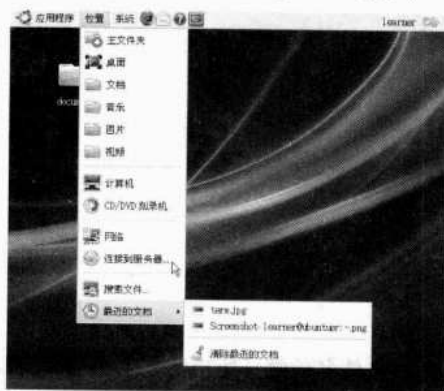 应用程序 位置 系统 learner
主文件夹
桌面
文档
音乐
图片
视频
计算机
CD/DVD 刻录机
网络
连接到服务器...
搜索文件...
最近的文档
term.jpg
Screenshot-learner@ubuntuer:~.png
清除最近的文档
docum